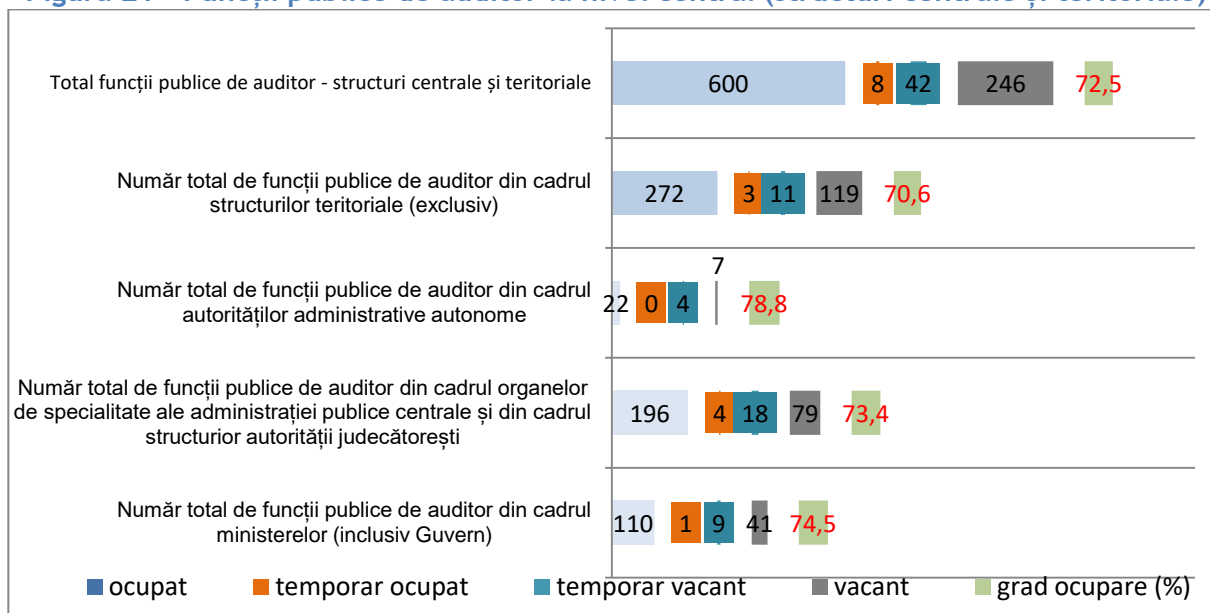 Total funcții publice de auditor - structuri centrale și teritoriale
600 8 42 246 72,5
Număr total de funcții publice de auditor din cadrul
structurilor teritoriale (exclusiv)
272 3 11 119 70,6
Număr total de funcții publice de auditor din cadrul
autorităților administrative autonome
22 0 4 7 78,8
Număr total de funcții publice de auditor din cadrul organelor
de specialitate ale administrației publice centrale și din cadrul
structurior autorității judecătorești
196 4 18 79 73,4
Număr total de funcții publice de auditor din cadrul
ministerelor (inclusiv Guvern)
110 1 9 41 74,5
ocupat temporar ocupat temporar vacant vacant grad ocupare (%)